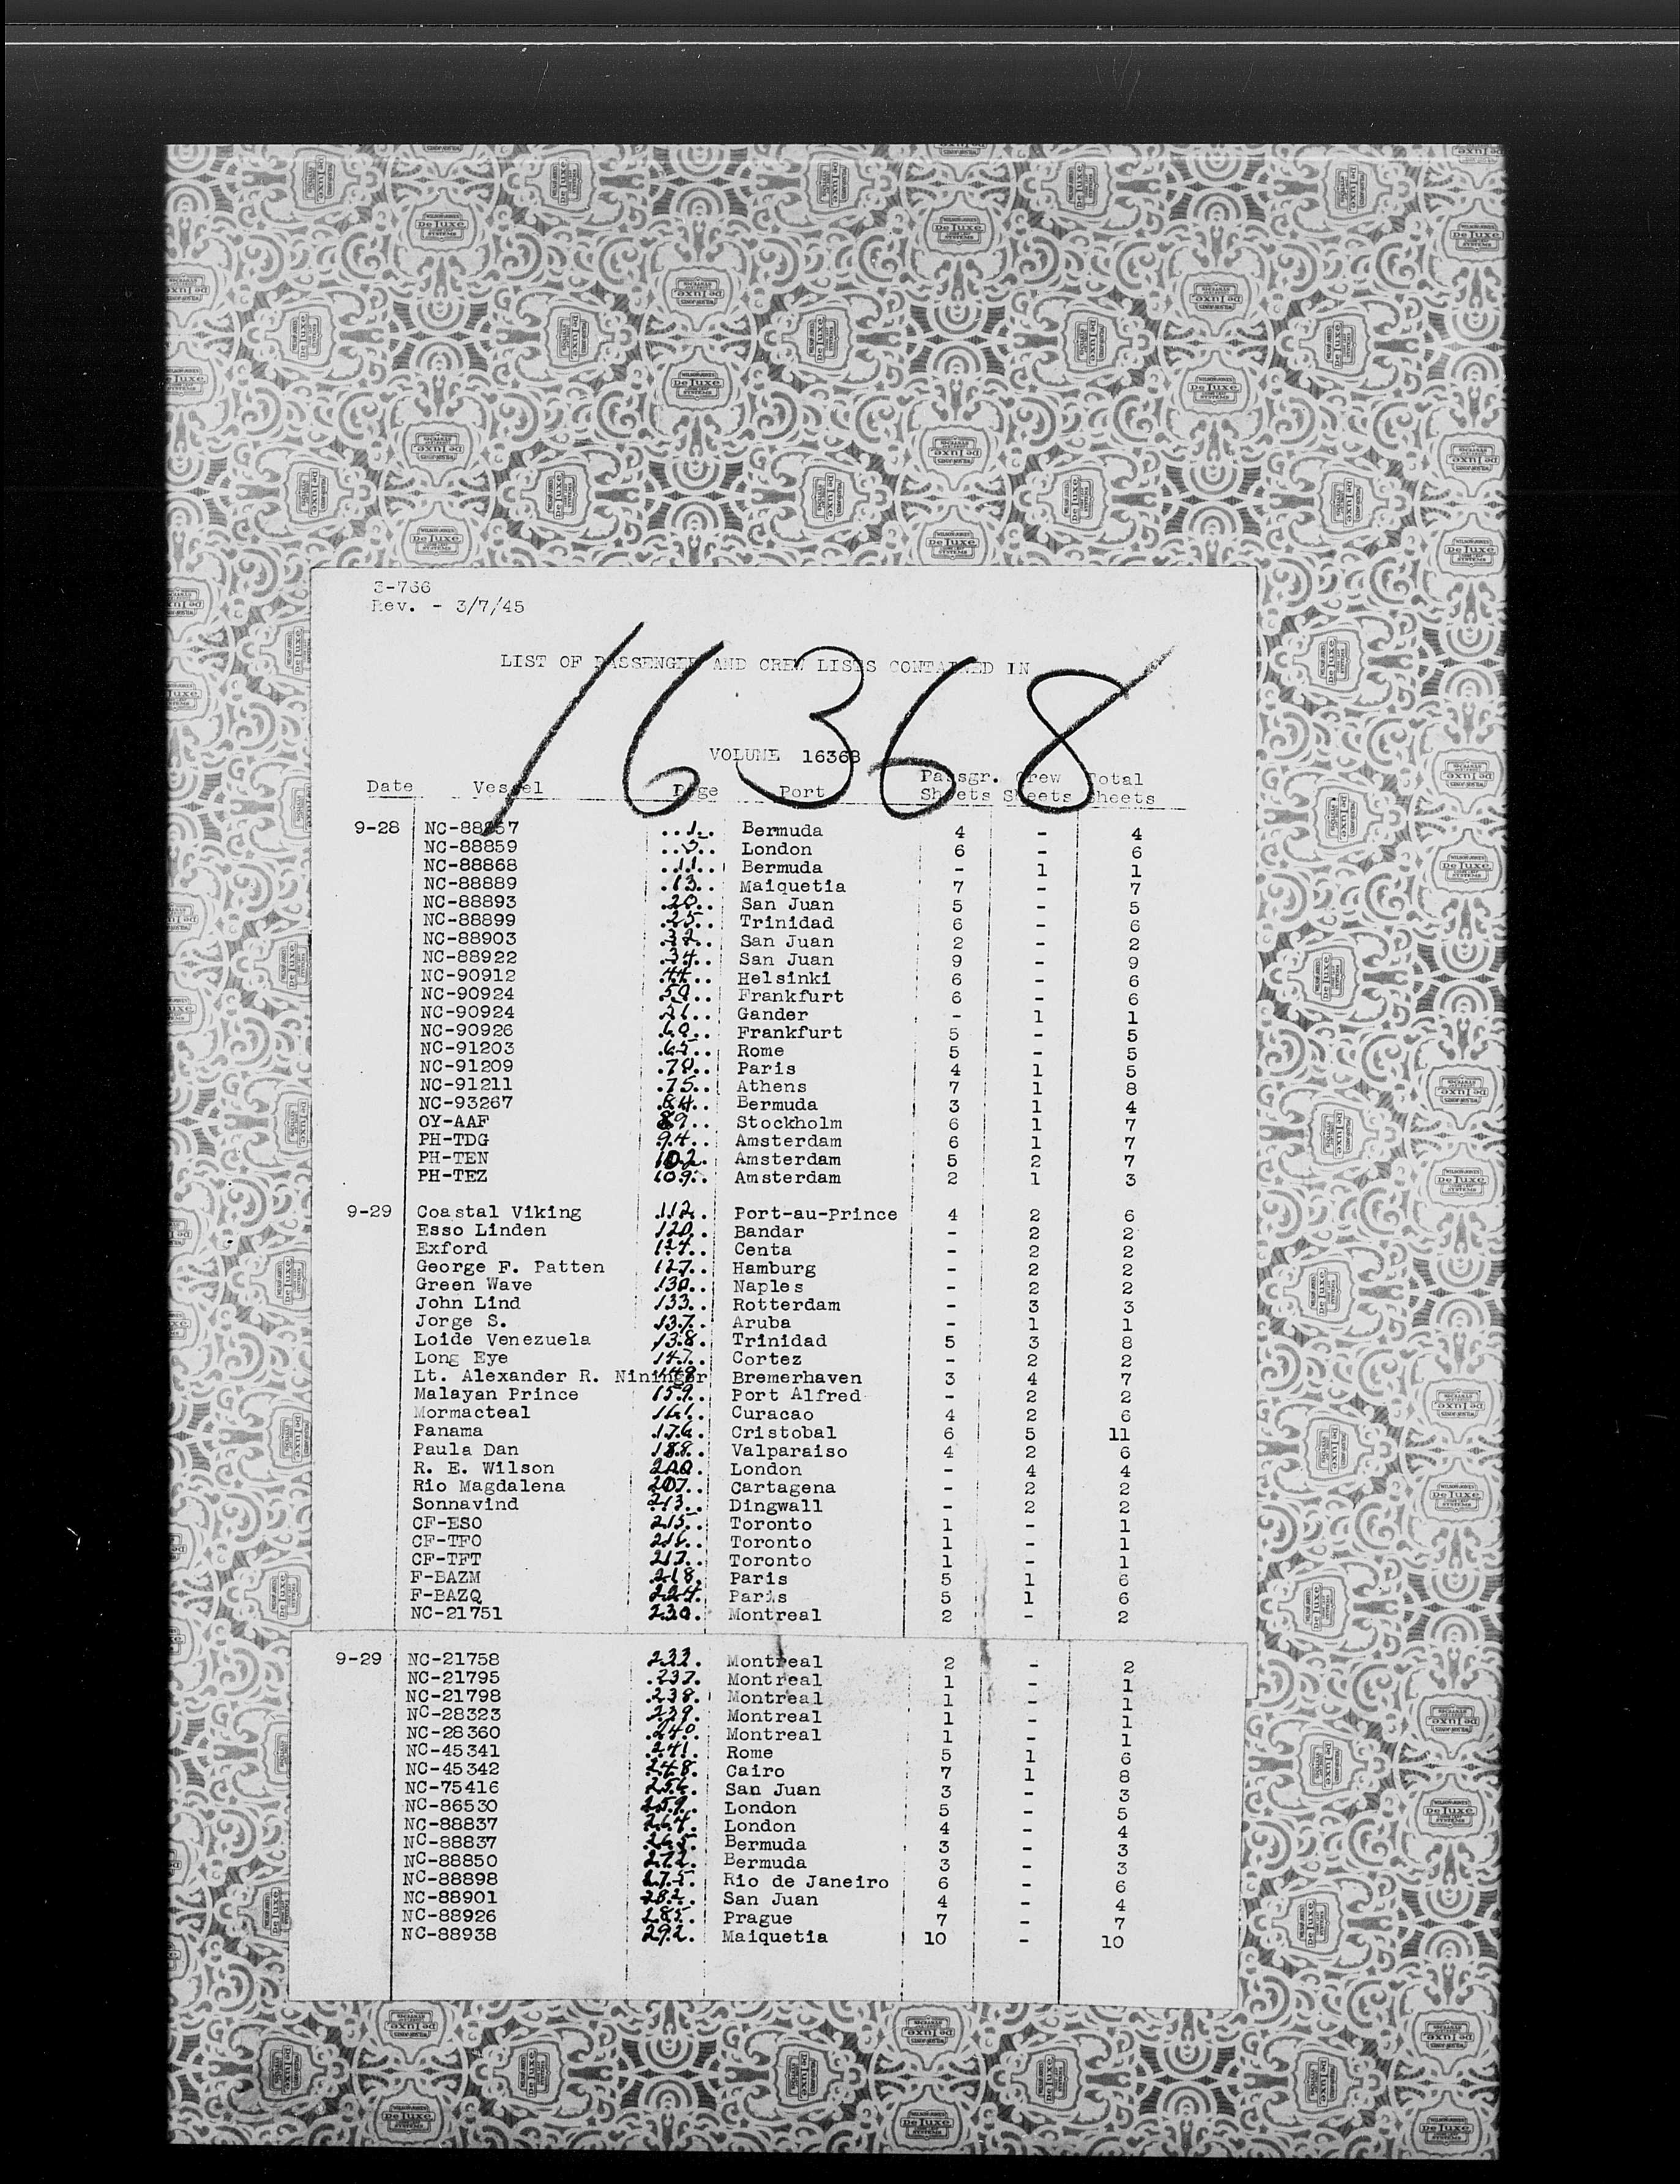 3-766
Rev. - 3/7/45
16368
LIST OF PASSENGER AND CREW LISTS CONTAINED IN
VOLUME 16368
Date Vessel Page Port Passgr. Sheets Crew Sheets Total Sheets
9-28 NC-88857 1 Bermuda 4 - 4
NC-88859 5 London 6 - 6
NC-88868 11 Bermuda - 1 1
NC-88889 13 Maiquetia 7 - 7
NC-88893 20 San Juan 5 - 5
NC-88899 25 Trinidad 6 - 6
NC-88903 32 San Juan 2 - 2
NC-88922 34 San Juan 9 - 9
NC-90912 44 Helsinki 6 - 6
NC-90924 50 Frankfurt 6 - 6
NC-90924 Gander - 1 1
NC-90926 60 Frankfurt 5 - 5
NC-91203 65 Rome 5 - 5
NC-91209 70 Paris 4 1 5
NC-91211 75 Athens 7 1 8
NC-93267 84 Bermuda 3 1 4
OY-AAF 89 Stockholm 6 1 7
PH-TDG 94 Amsterdam 6 1 7
PH-TEN 102 Amsterdam 5 2 7
PH-TEZ 109 Amsterdam 2 1 3
9-29 Coastal Viking 112 Port-au-Prince 4 2 6
Esso Linden 120 Bandar - 2 2
Exford 124 Centa - 2 2
George F. Patten 127 Hamburg - 2 2
Green Wave 130 Naples - 2 2
John Lind 133 Rotterdam - 3 3
Jorge S. 137 Aruba - 1 1
Loide Venezuela 138 Trinidad 5 3 8
Long Eye 147 Cortez - 2 2
Lt. Alexander R. Nininger 149 Bremerhaven 3 4 7
Malayan Prince 159 Port Alfred - 2 2
Mormacteal 161 Curacao 4 2 6
Panama 176 Cristobal 6 5 11
Paula Dan 188 Valparaiso 4 2 6
R. E. Wilson 200 London - 4 4
Rio Magdalena 207 Cartagena - 2 2
Sonnavind 213 Dingwall - 2 2
CF-ESO 215 Toronto 1 - 1
CF-TFO 216 Toronto 1 - 1
CF-TFT 217 Toronto 1 - 1
F-BAZM 218 Paris 5 1 6
F-BAZQ 224 Paris 5 1 6
NC-21751 230 Montreal 2 - 2
9-29 NC-21758 233 Montreal 2 - 2
NC-21795 237 Montreal 1 - 1
NC-21798 238 Montreal 1 - 1
NC-28323 239 Montreal 1 - 1
NC-28360 240 Montreal 1 - 1
NC-45341 241 Rome 5 1 6
NC-45342 248 Cairo 7 1 8
NC-75416 256 San Juan 3 - 3
NC-86530 259 London 5 - 5
NC-88837 264 London 4 - 4
NC-88837 Bermuda 3 - 3
NC-88850 272 Bermuda 3 - 3
NC-88898 275 Rio de Janeiro 6 - 6
NC-88901 282 San Juan 4 - 4
NC-88926 285 Prague 7 - 7
NC-88938 292 Maiquetia 10 - 10